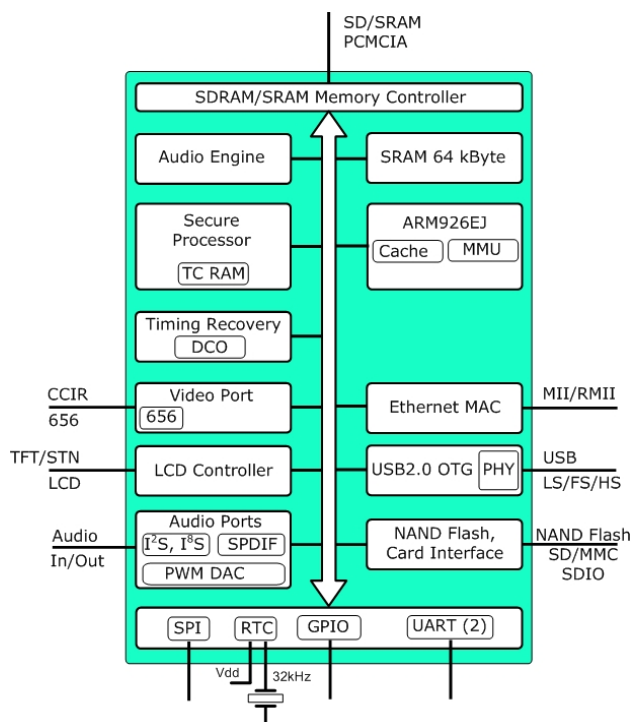 SD/SRAM
PCMCIA
SDRAM/SRAM Memory Controller
Audio Engine
SRAM 64 kByte
Secure
Processor
TC RAM
ARM926EJ
Cache
MMU
Timing Recovery
DCO
CCIR
656
Video Port
656
Ethernet MAC
MII/RMII
TFT/STN
LCD
LCD Controller
USB2.0 OTG
PHY
USB
LS/FS/HS
Audio
In/Out
Audio Ports
I²S, I⁸S
SPDIF
PWM DAC
NAND Flash,
Card Interface
NAND Flash
SD/MMC
SDIO
SPI
RTC
GPIO
UART (2)
Vdd
32kHz